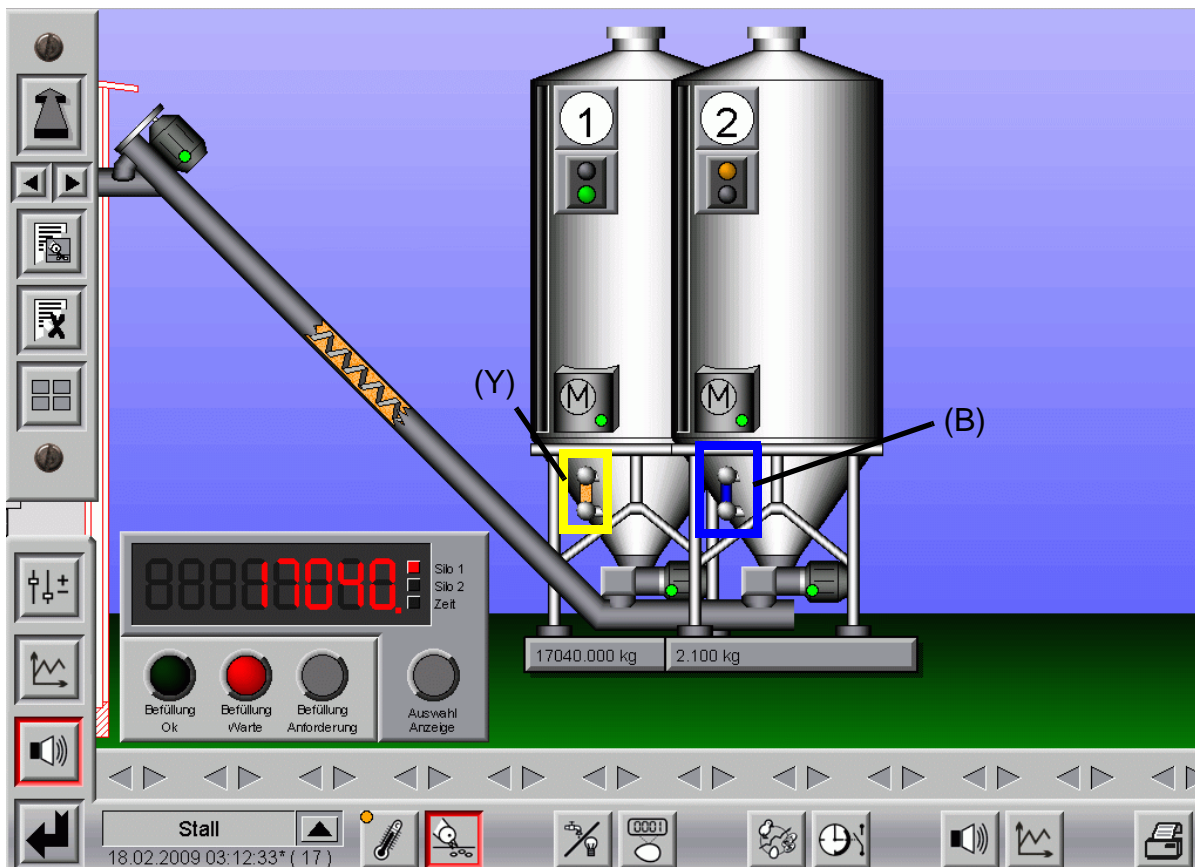 1
2
M
M
(Y)
(B)
17040.
Silo 1
Silo 2
Zeit
17040.000 kg
2.100 kg
Befüllung
Ok
Befüllung
Warte
Befüllung
Anforderung
Auswahl
Anzeige
Stall
18.02.2009 03:12:33* ( 17 )
0001